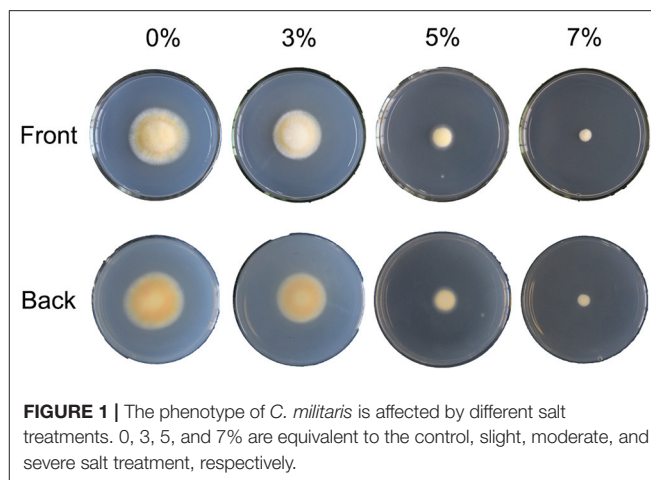 0% 3% 5% 7%
Front
Back
FIGURE 1 | The phenotype of C. militaris is affected by different salt
treatments. 0, 3, 5, and 7% are equivalent to the control, slight, moderate, and
severe salt treatment, respectively.